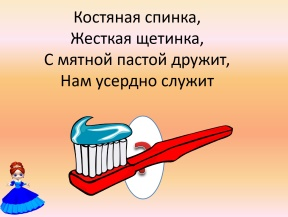 Костяная спинка,
Жесткая щетинка,
С мятной пастой дружит,
Нам усердно служит
?